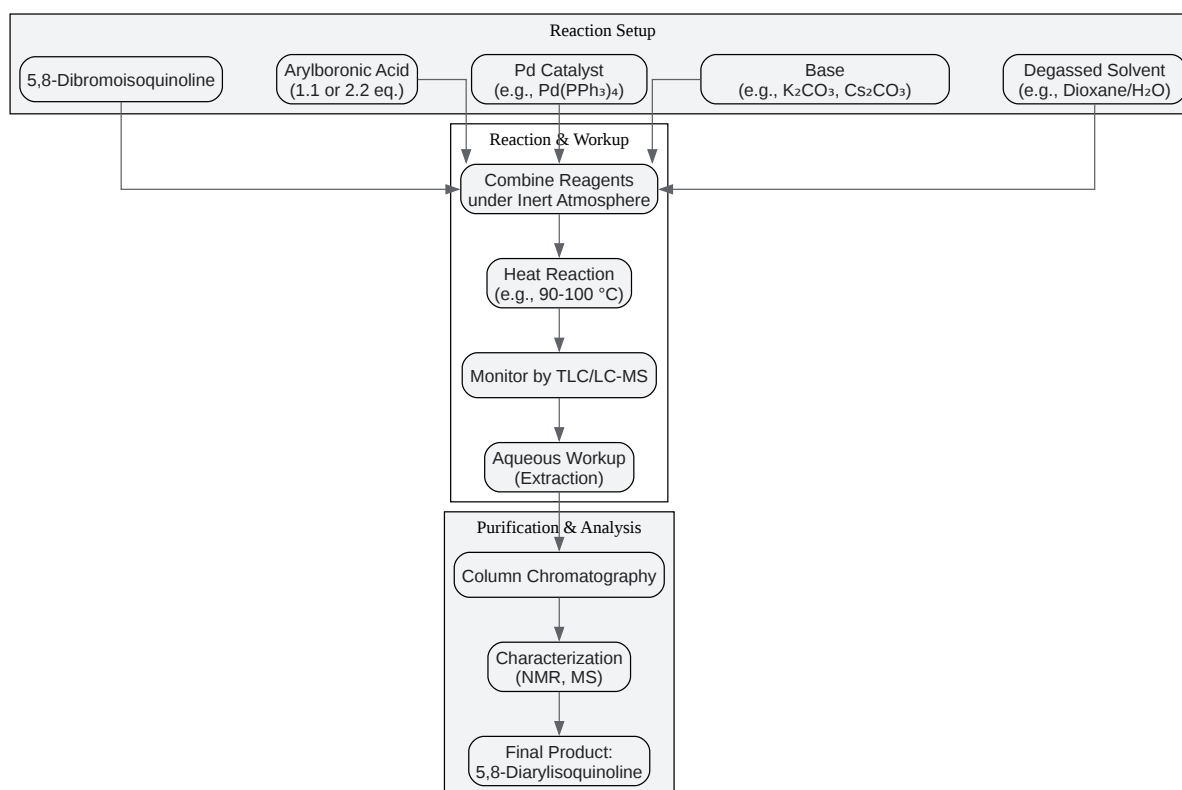 Reaction Setup
5,8-Dibromoisoquinoline
Arylboronic Acid
(1.1 or 2.2 eq.)
Pd Catalyst
(e.g., Pd(PPh₃)₄)
Base
(e.g., K₂CO₃, Cs₂CO₃)
Degassed Solvent
(e.g., Dioxane/H₂O)
Reaction & Workup
Combine Reagents
under Inert Atmosphere
Heat Reaction
(e.g., 90-100 °C)
Monitor by TLC/LC-MS
Aqueous Workup
(Extraction)
Purification & Analysis
Column Chromatography
Characterization
(NMR, MS)
Final Product:
5,8-Diarylisoquinoline